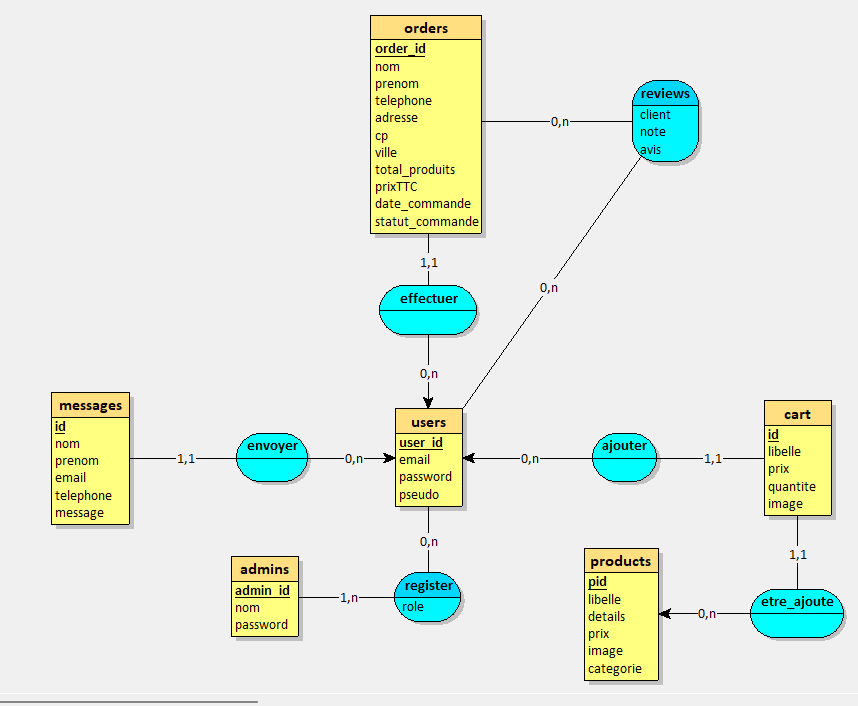 orders
order_id
nom
prenom
telephone
adresse
cp
ville
total_produits
prixTTC
date_commande
statut_commande
0,n
reviews
client
note
avis
1,1
0,n
effectuer
0,n
messages
id
nom
prenom
email
telephone
message
1,1
envoyer
0,n
users
user_id
email
password
pseudo
0,n
ajouter
1,1
cart
id
libelle
prix
quantite
image
0,n
1,1
admins
admin_id
nom
password
1,n
register
role
products
pid
libelle
details
prix
image
categorie
0,n
etre_ajoute